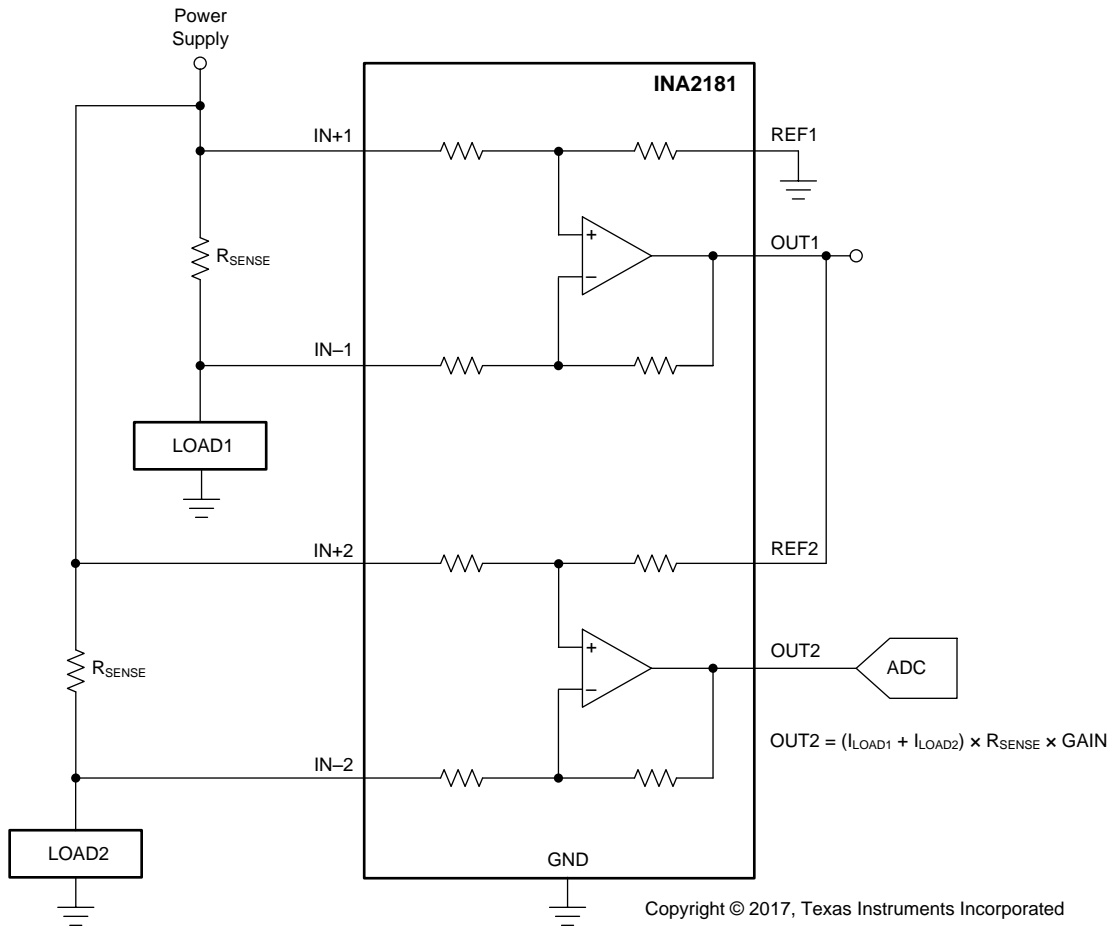 Power
Supply
INA2181
IN+1
REF1
RSENSE
OUT1
IN–1
LOAD1
IN+2
REF2
RSENSE
OUT2
ADC
OUT2 = (ILOAD1 + ILOAD2) × RSENSE × GAIN
IN–2
LOAD2
GND
Copyright © 2017, Texas Instruments Incorporated